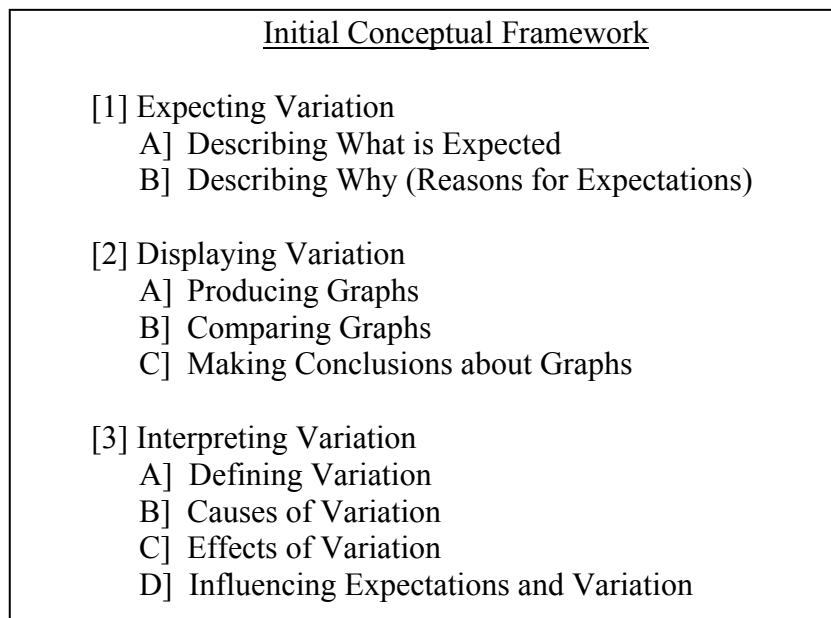 Initial Conceptual Framework
[1] Expecting Variation
A] Describing What is Expected
B] Describing Why (Reasons for Expectations)
[2] Displaying Variation
A] Producing Graphs
B] Comparing Graphs
C] Making Conclusions about Graphs
[3] Interpreting Variation
A] Defining Variation
B] Causes of Variation
C] Effects of Variation
D] Influencing Expectations and Variation